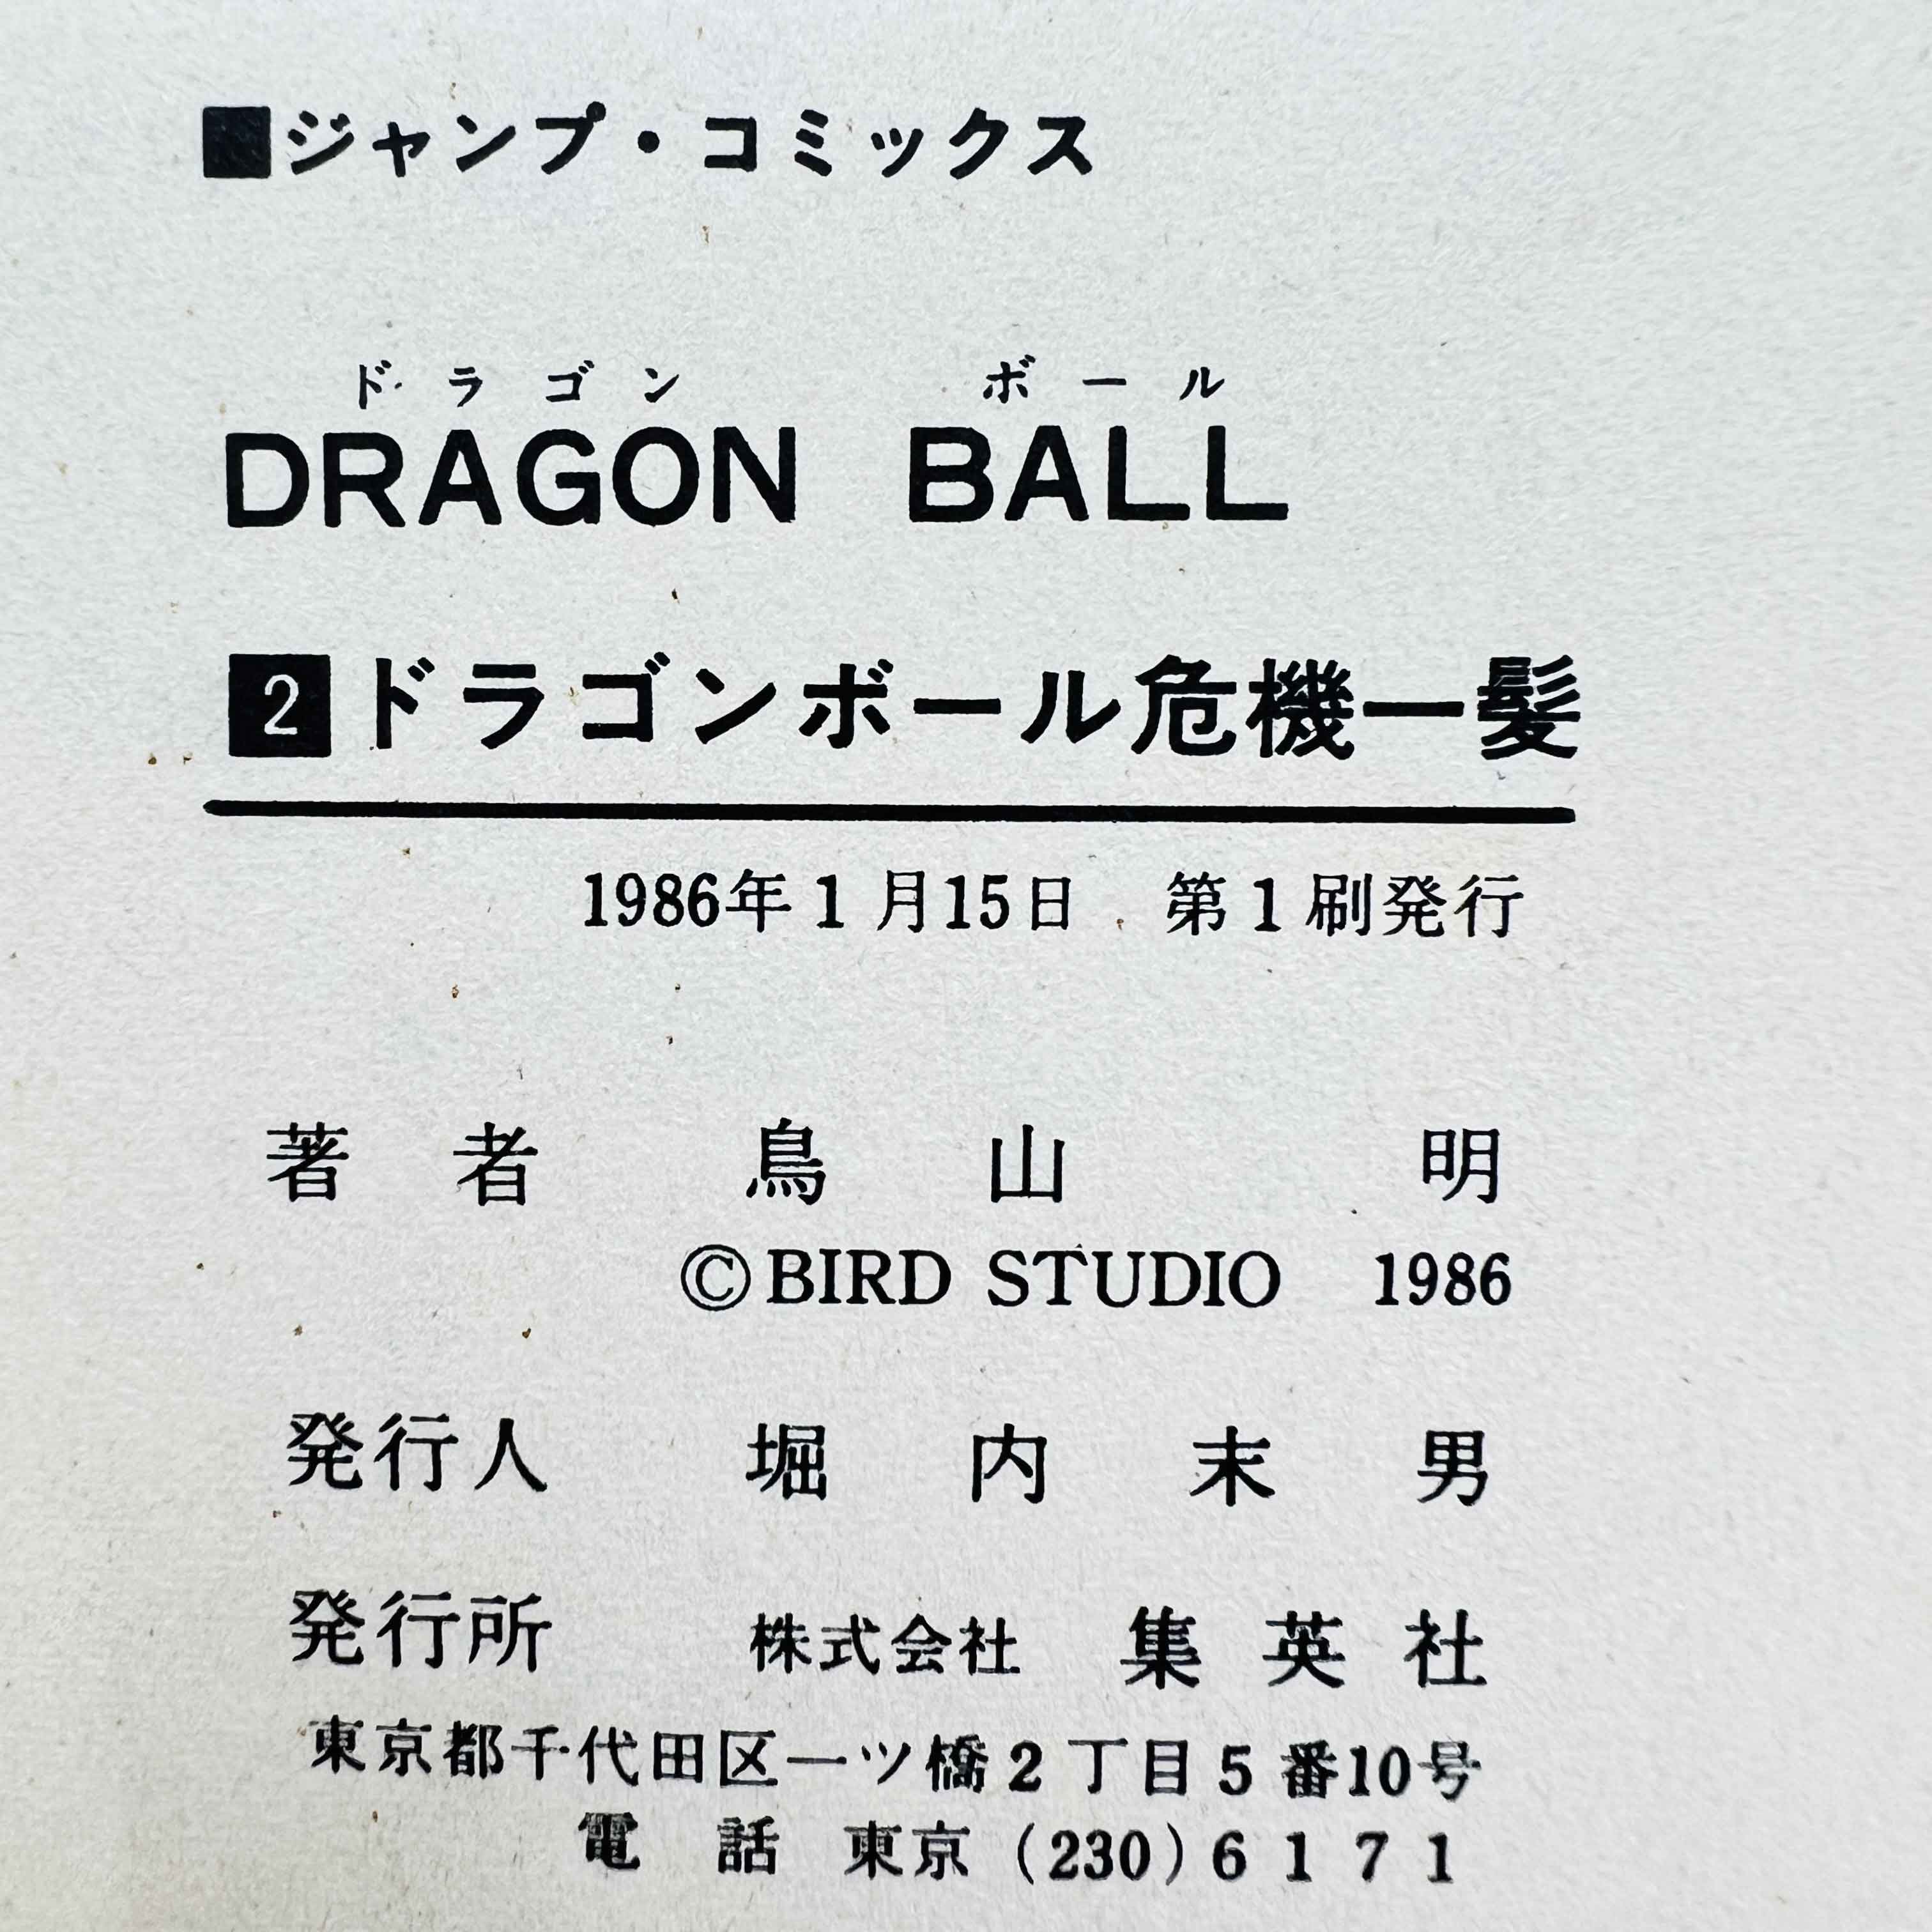 ■ジャンプ・コミックス
ドラゴン ボール
DRAGON BALL
2 ドラゴンボール危機一髪
1986年1月15日 第1刷発行
著者 鳥山明
©BIRD STUDIO 1986
発行人 堀内末男
発行所 株式会社 集英社
東京都千代田区一ツ橋2丁目5番10号
電話 東京(230)6171